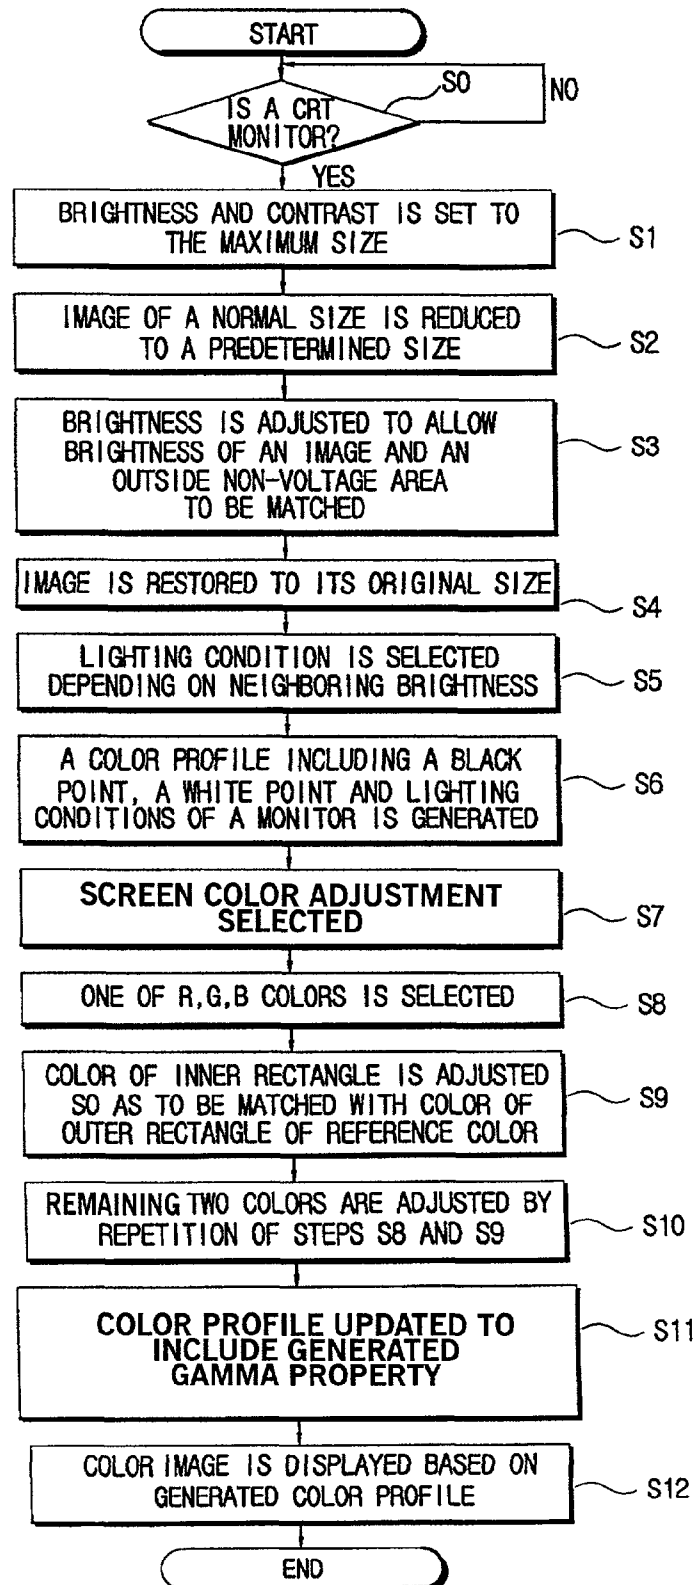 START
IS A CRT
MONITOR?
S0
NO
YES
BRIGHTNESS AND CONTRAST IS SET TO
THE MAXIMUM SIZE
S1
IMAGE OF A NORMAL SIZE IS REDUCED
TO A PREDETERMINED SIZE
S2
BRIGHTNESS IS ADJUSTED TO ALLOW
BRIGHTNESS OF AN IMAGE AND AN
OUTSIDE NON-VOLTAGE AREA
TO BE MATCHED
S3
IMAGE IS RESTORED TO ITS ORIGINAL SIZE
S4
LIGHTING CONDITION IS SELECTED
DEPENDING ON NEIGHBORING BRIGHTNESS
S5
A COLOR PROFILE INCLUDING A BLACK
POINT, A WHITE POINT AND LIGHTING
CONDITIONS OF A MONITOR IS GENERATED
S6
SCREEN COLOR ADJUSTMENT
SELECTED
S7
ONE OF R,G,B COLORS IS SELECTED
S8
COLOR OF INNER RECTANGLE IS ADJUSTED
SO AS TO BE MATCHED WITH COLOR OF
OUTER RECTANGLE OF REFERENCE COLOR
S9
REMAINING TWO COLORS ARE ADJUSTED BY
REPETITION OF STEPS S8 AND S9
S10
COLOR PROFILE UPDATED TO
INCLUDE GENERATED
GAMMA PROPERTY
S11
COLOR IMAGE IS DISPLAYED BASED ON
GENERATED COLOR PROFILE
S12
END